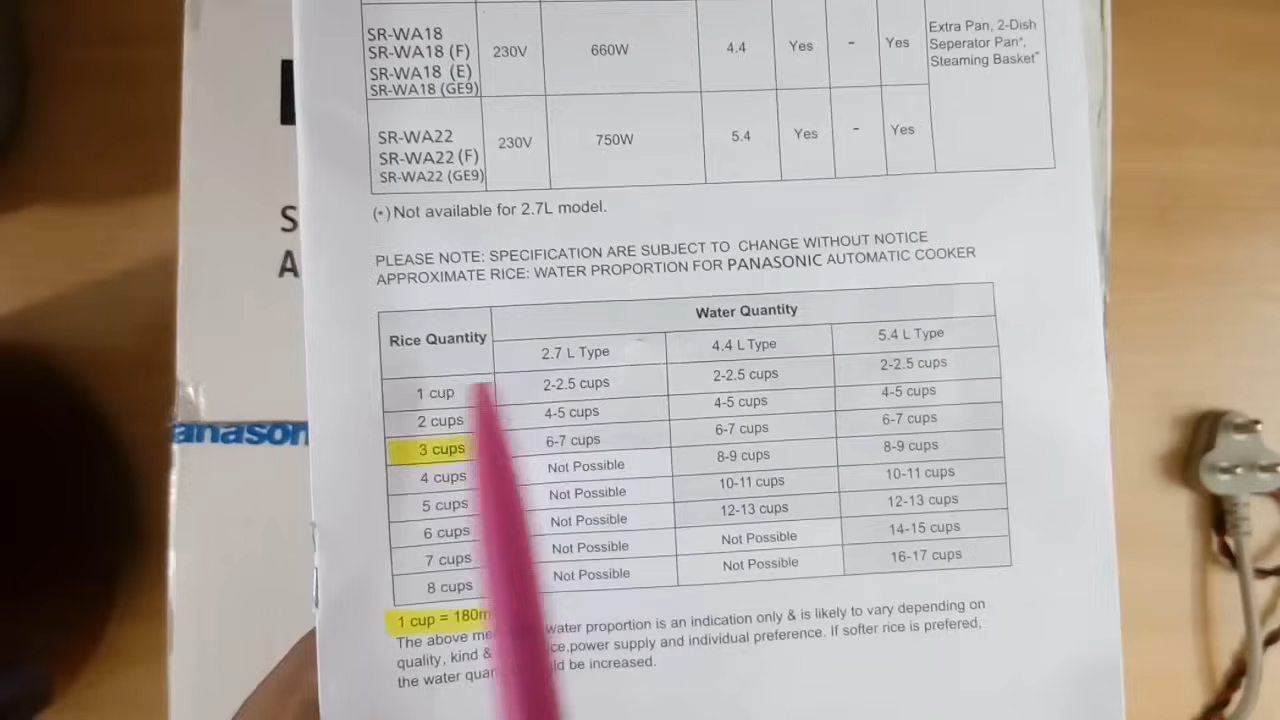 SR-WA18
SR-WA18 (F)
SR-WA18 (E)
SR-WA18 (GE9)
230V
660W
4.4
Yes
-
Yes
Extra Pan, 2-Dish
Seperator Pan*,
Steaming Basket*
SR-WA22
SR-WA22 (F)
SR-WA22 (GE9)
230V
750W
5.4
Yes
-
Yes
(*) Not available for 2.7L model.
PLEASE NOTE: SPECIFICATION ARE SUBJECT TO CHANGE WITHOUT NOTICE
APPROXIMATE RICE: WATER PROPORTION FOR PANASONIC AUTOMATIC COOKER
Rice Quantity
Water Quantity
2.7 L Type 4.4 L Type 5.4 L Type
1 cup 2-2.5 cups 2-2.5 cups 2-2.5 cups
2 cups 4-5 cups 4-5 cups 4-5 cups
3 cups 6-7 cups 6-7 cups 6-7 cups
4 cups Not Possible 8-9 cups 8-9 cups
5 cups Not Possible 10-11 cups 10-11 cups
6 cups Not Possible 12-13 cups 12-13 cups
7 cups Not Possible Not Possible 14-15 cups
8 cups Not Possible Not Possible 16-17 cups
1 cup = 180m
The above water proportion is an indication only & is likely to vary depending on
quality, kind & power supply and individual preference. If softer rice is prefered,
the water be increased.
S
A
anason